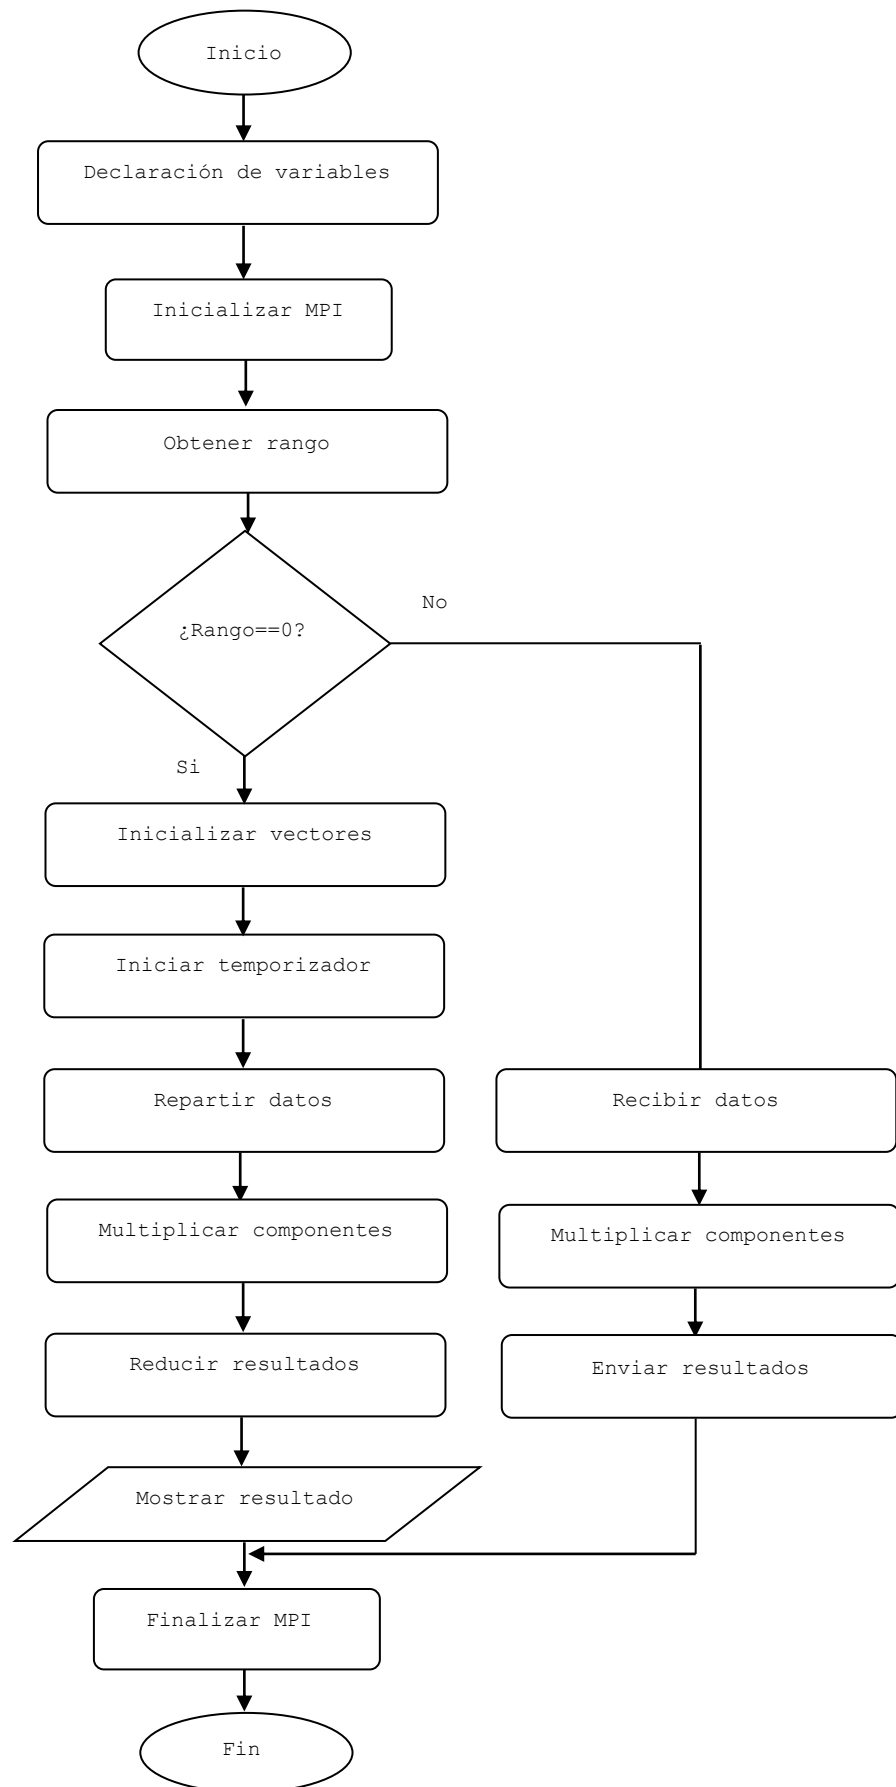 Inicio
Declaración de variables
Inicializar MPI
Obtener rango
¿Rango==0?
No
Si
Inicializar vectores
Iniciar temporizador
Repartir datos
Recibir datos
Multiplicar componentes
Multiplicar componentes
Reducir resultados
Enviar resultados
Mostrar resultado
Finalizar MPI
Fin